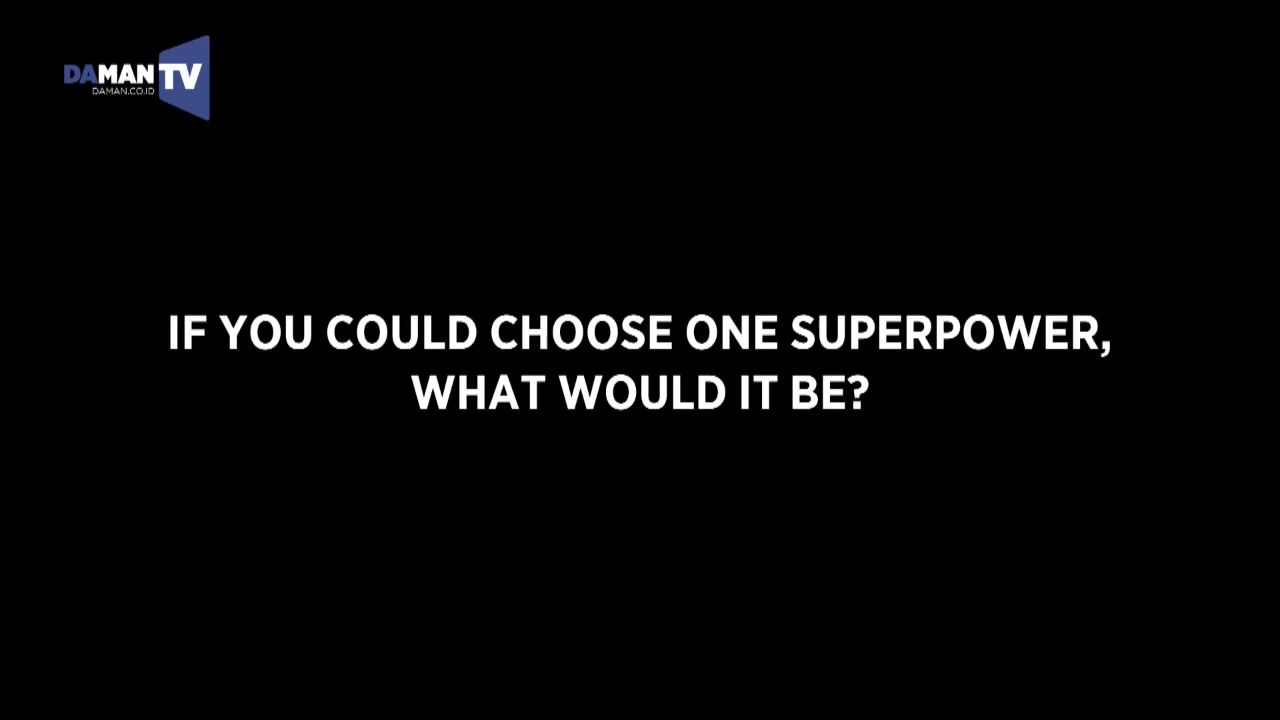 DAMAN TV
DAMAN.CO.ID
IF YOU COULD CHOOSE ONE SUPERPOWER,
WHAT WOULD IT BE?